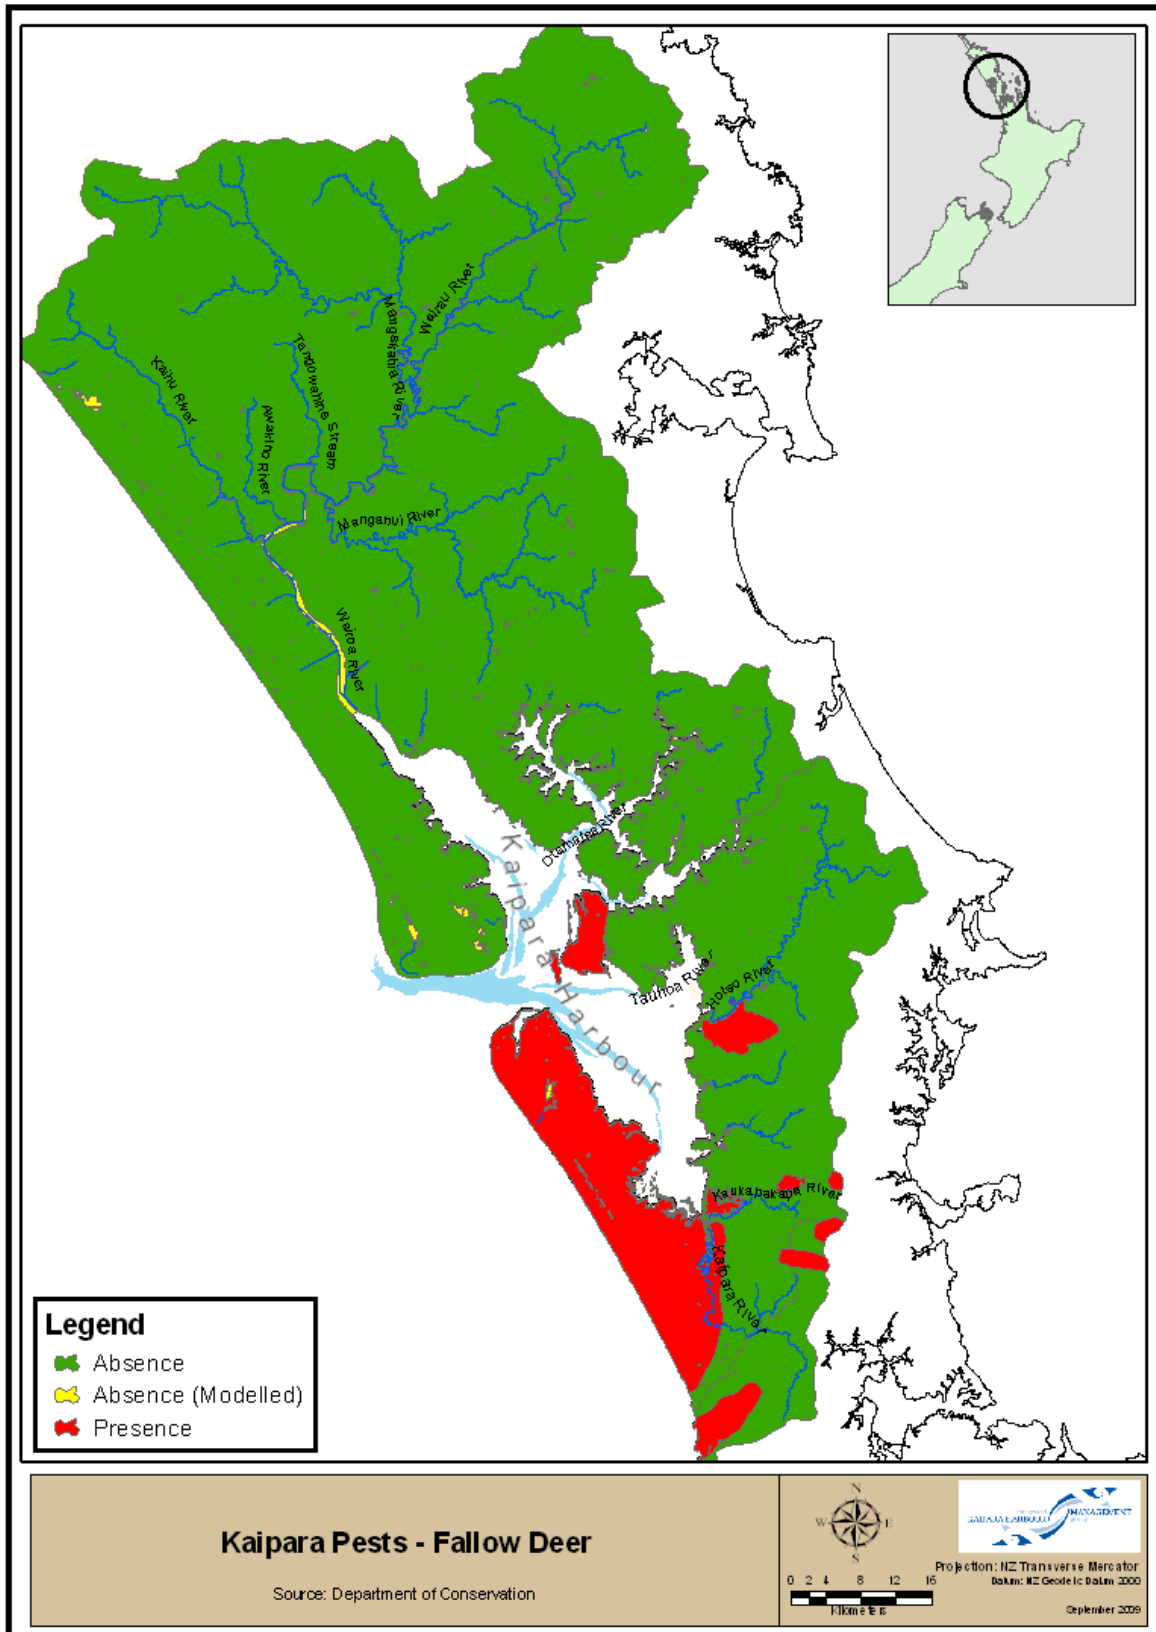 Wairau River
Mangakahia River
Tangowahine Stream
Kaihu River
Awakino River
Manganui River
Wairoa River
Otamatea River
Kaipara Harbour
Tauhoa River
Hoteo River
Kaukapakapa River
Kaipara River
Legend
Absence
Absence (Modelled)
Presence
Kaipara Pests - Fallow Deer
Source: Department of Conservation
N
W E
S
0 2 4 8 12 16
Kilometers
KAIPARA HARBOUR
MANAGEMENT
Projection: NZ Transverse Mercator
Datum: NZ Geodetic Datum 2000
September 2009